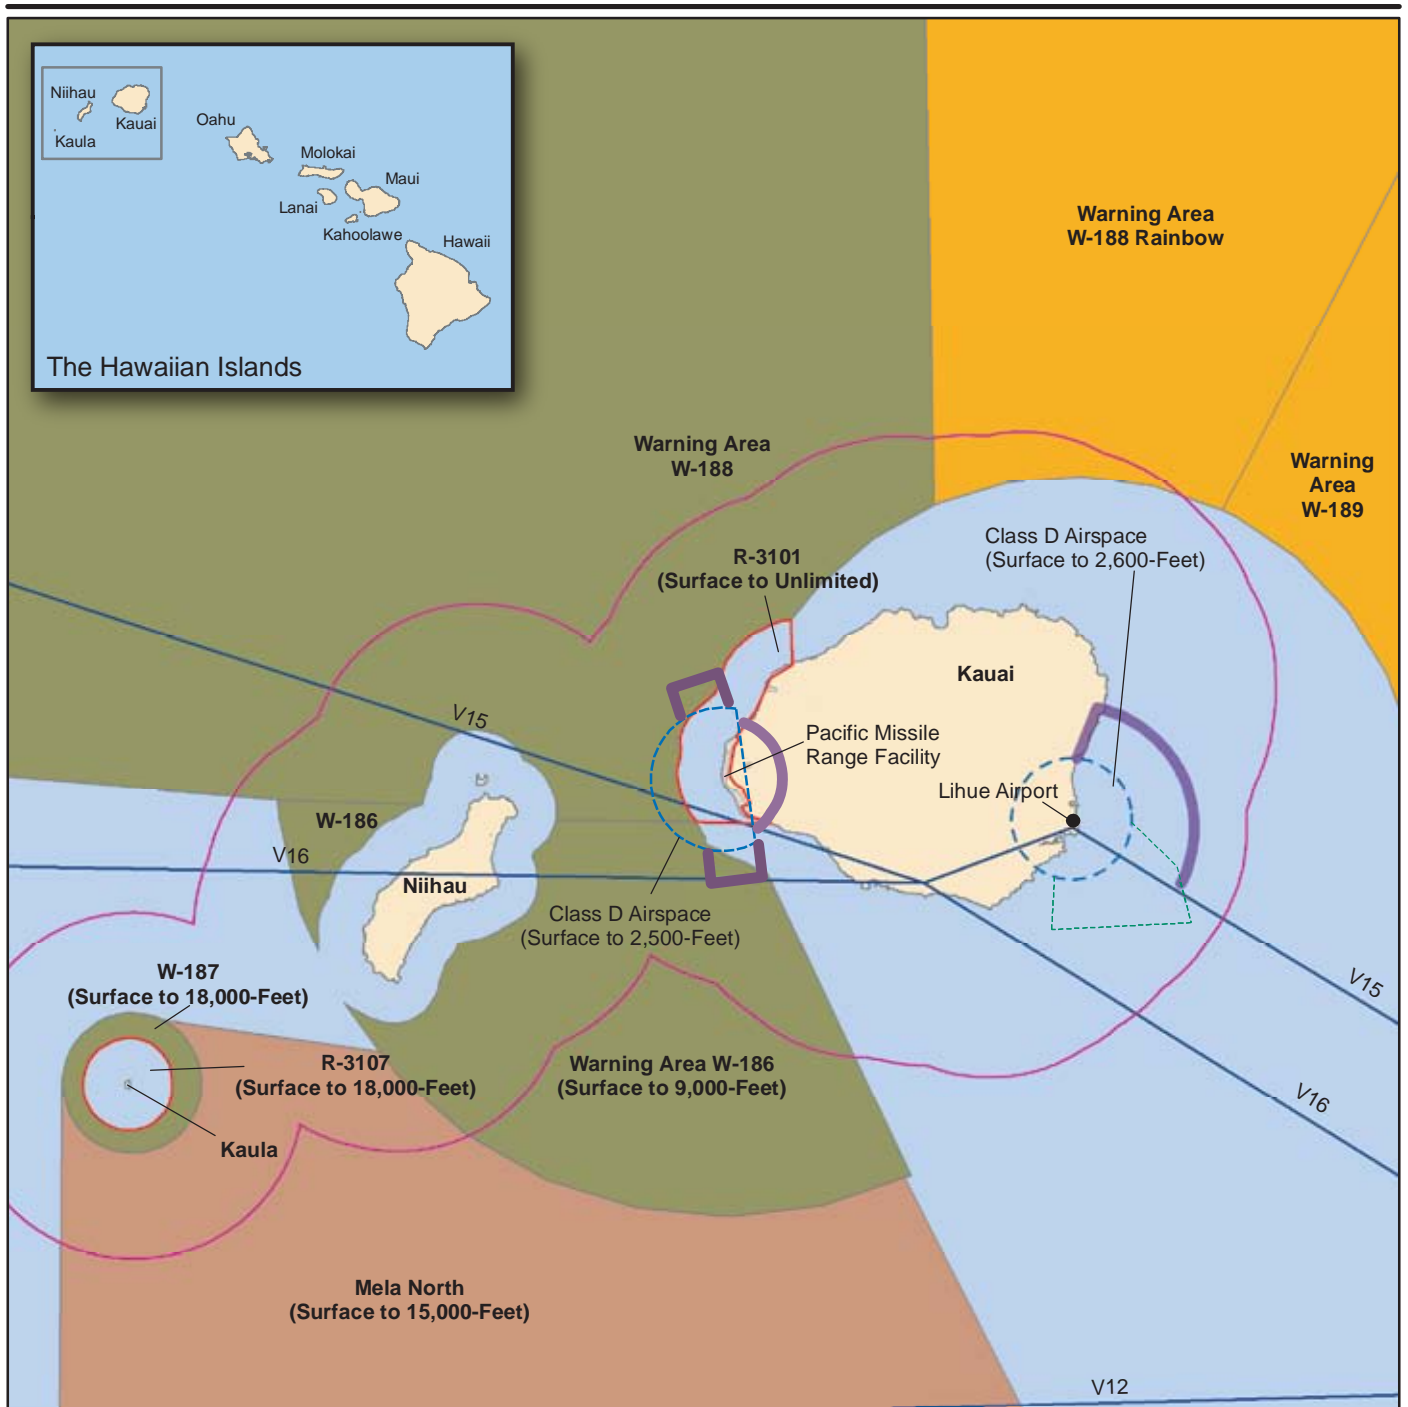 Niihau
Kauai
Kaula
Oahu
Molokai
Maui
Lanai
Kahoolawe
Hawaii
The Hawaiian Islands
Warning Area
W-188 Rainbow
Warning Area
W-188
Warning
Area
W-189
Class D Airspace
(Surface to 2,600-Feet)
R-3101
(Surface to Unlimited)
Kauai
V15
Pacific Missile
Range Facility
Lihue Airport
W-186
V16
Niihau
Class D Airspace
(Surface to 2,500-Feet)
W-187
(Surface to 18,000-Feet)
V15
R-3107
(Surface to 18,000-Feet)
Warning Area W-186
(Surface to 9,000-Feet)
V16
Kaula
Mela North
(Surface to 15,000-Feet)
V12